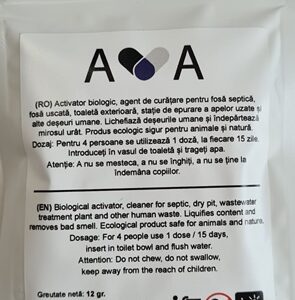 A A
(RO) Activator biologic, agent de curățare pentru fosă septică,
fosă uscată, toaletă exterioară, stație de epurare a apelor uzate și
alte deșeuri umane. Lichefiază deșeurile umane și îndepărtează
mirosul urât. Produs ecologic sigur pentru animale și natură.
Dozaj: Pentru 4 persoane se utilizează 1 doză, la fiecare 15 zile.
Introduceți în vasul de toaletă și trageți apa.
Atenție: A nu se mesteca, a nu se înghiți, a nu se ține la
îndemâna copiilor.
(EN) Biological activator, cleaner for septic, dry pit, wastewater
treatment plant and other human waste. Liquifies content and
removes bad smell. Ecological product safe for animals and nature.
Dosage: For 4 people use 1 dose / 15 days,
insert in toilet bowl and flush water.
Attention: Do not chew, do not swallow,
keep away from the reach of children.
Greutate netă: 12 gr.